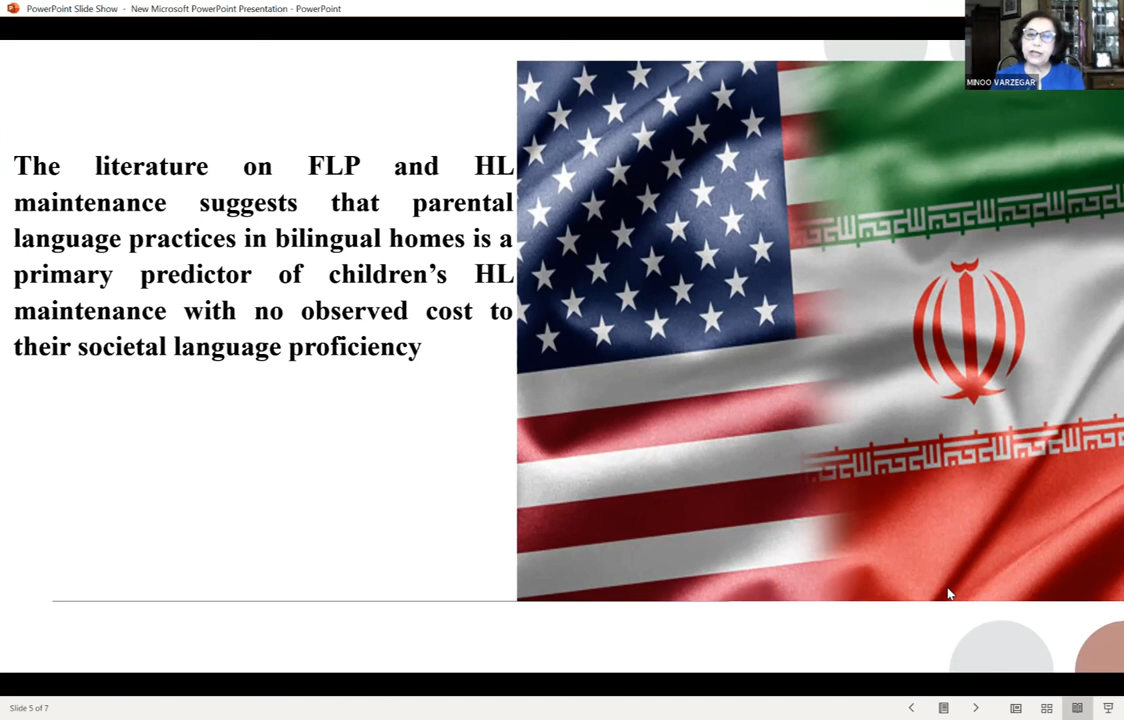 PowerPoint Slide Show - New Microsoft PowerPoint Presentation - PowerPoint
MINOO VARZEGAR
The literature on FLP and HL
maintenance suggests that parental
language practices in bilingual homes is a
primary predictor of children’s HL
maintenance with no observed cost to
their societal language proficiency
Slide 5 of 7